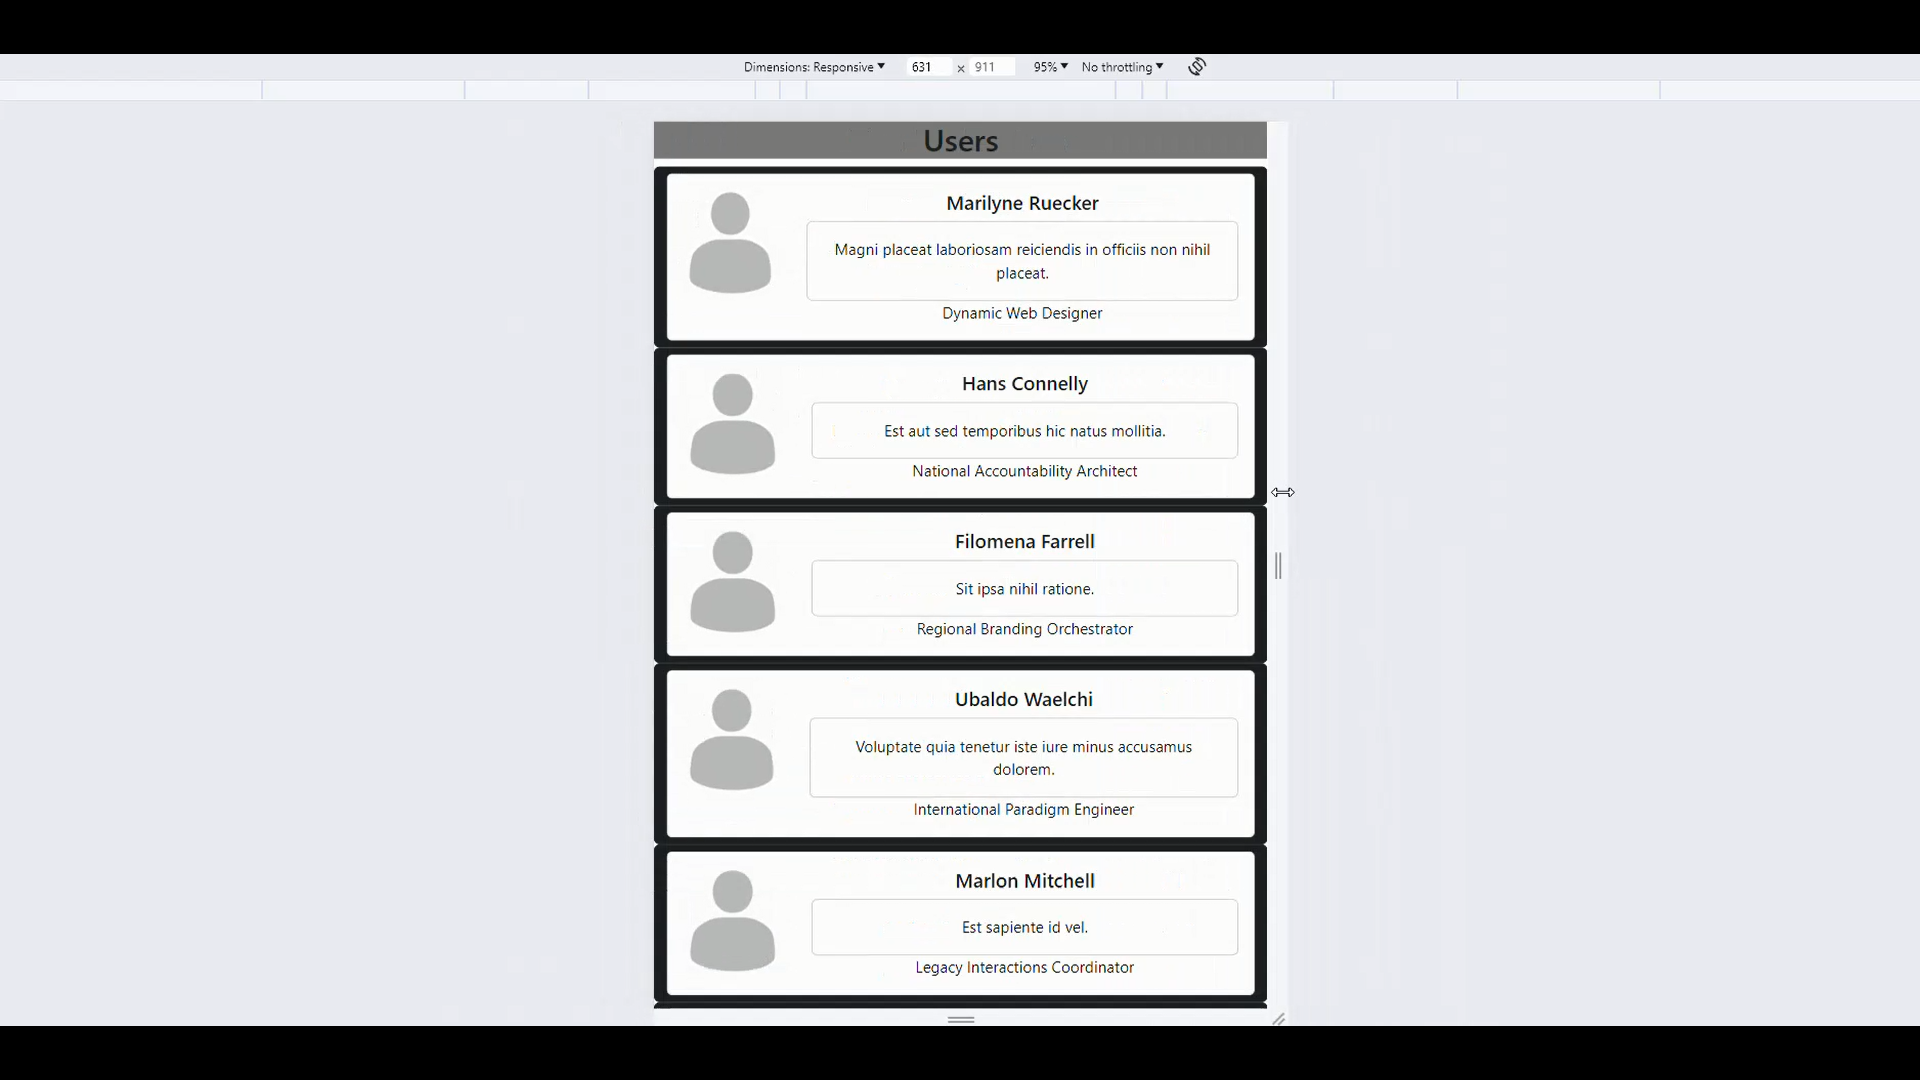 Dimensions: Responsive 631 x 911 95% No throttling
Users
Marilyne Ruecker
Magni placeat laboriosam reiciendis in officiis non nihil
placeat.
Dynamic Web Designer
Hans Connelly
Est aut sed temporibus hic natus mollitia.
National Accountability Architect
Filomena Farrell
Sit ipsa nihil ratione.
Regional Branding Orchestrator
Ubaldo Waelchi
Voluptate quia tenetur iste iure minus accusamus
dolorem.
International Paradigm Engineer
Marlon Mitchell
Est sapiente id vel.
Legacy Interactions Coordinator